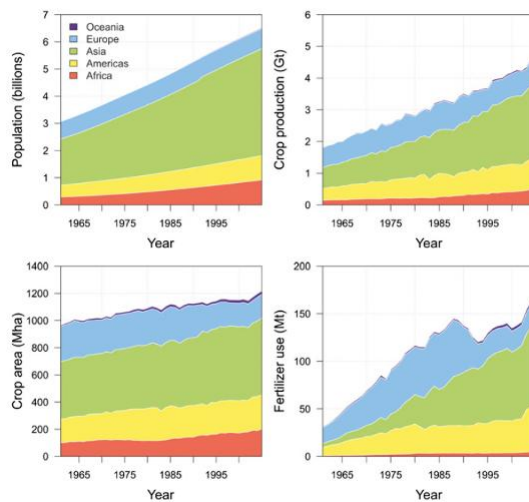 Population (billions)
7
6
5
4
3
2
1
0
Oceania
Europe
Asia
Americas
Africa
1965 1975 1985 1995
Year
Crop production (Gt)
6
5
4
3
2
1
0
1965 1975 1985 1995
Year
Crop area (Mha)
1400
1200
1000
800
600
400
200
0
1965 1975 1985 1995
Year
Fertilizer use (Mt)
200
150
100
50
0
1965 1975 1985 1995
Year